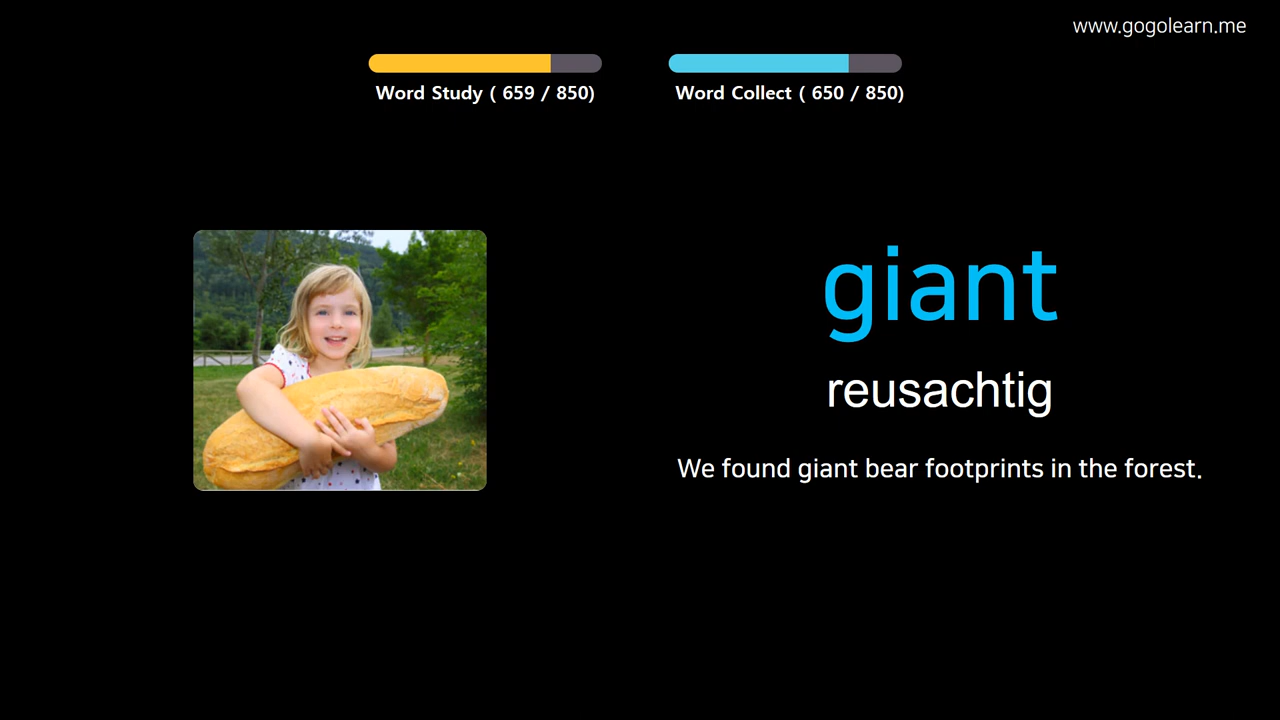 www.gogolearn.me
Word Study ( 659 / 850)
Word Collect ( 650 / 850)
giant
reusachtig
We found giant bear footprints in the forest.